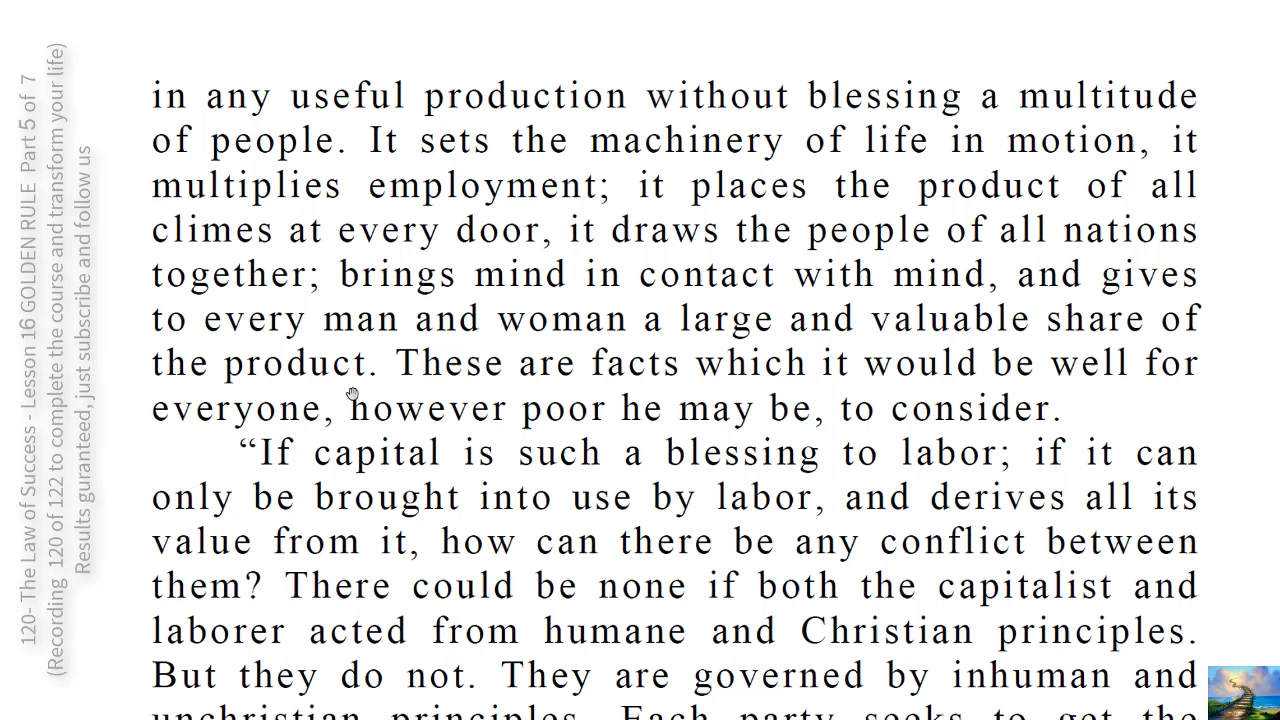 in any useful production without blessing a multitude
of people. It sets the machinery of life in motion, it
multiplies employment; it places the product of all
climes at every door, it draws the people of all nations
together; brings mind in contact with mind, and gives
to every man and woman a large and valuable share of
the product. These are facts which it would be well for
everyone, however poor he may be, to consider.
“If capital is such a blessing to labor; if it can
only be brought into use by labor, and derives all its
value from it, how can there be any conflict between
them? There could be none if both the capitalist and
laborer acted from humane and Christian principles.
But they do not. They are governed by inhuman and
unchristian principles. Each party seeks to get the
120- The Law of Success - Lesson 16 GOLDEN RULE Part 5 of 7
(Recording 120 of 122 to complete the course and transform your life)
Results guranteed, just subscribe and follow us